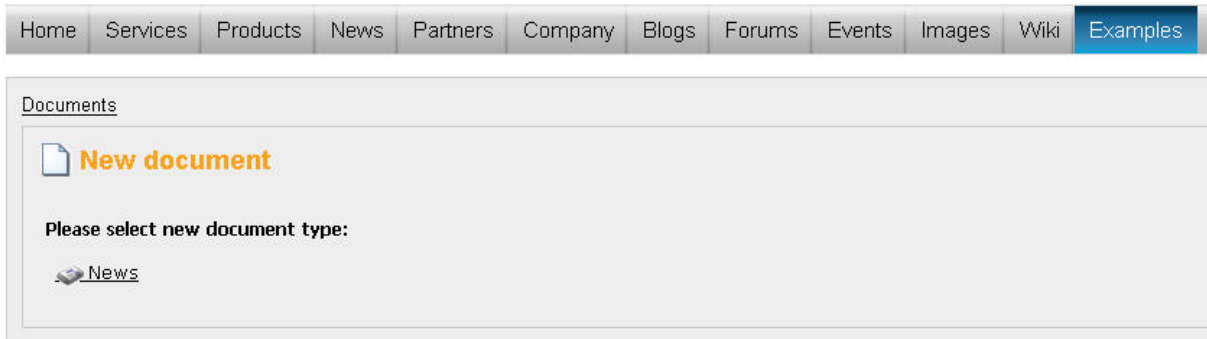 Home Services Products News Partners Company Blogs Forums Events Images Wiki Examples
Documents
New document
Please select new document type:
News